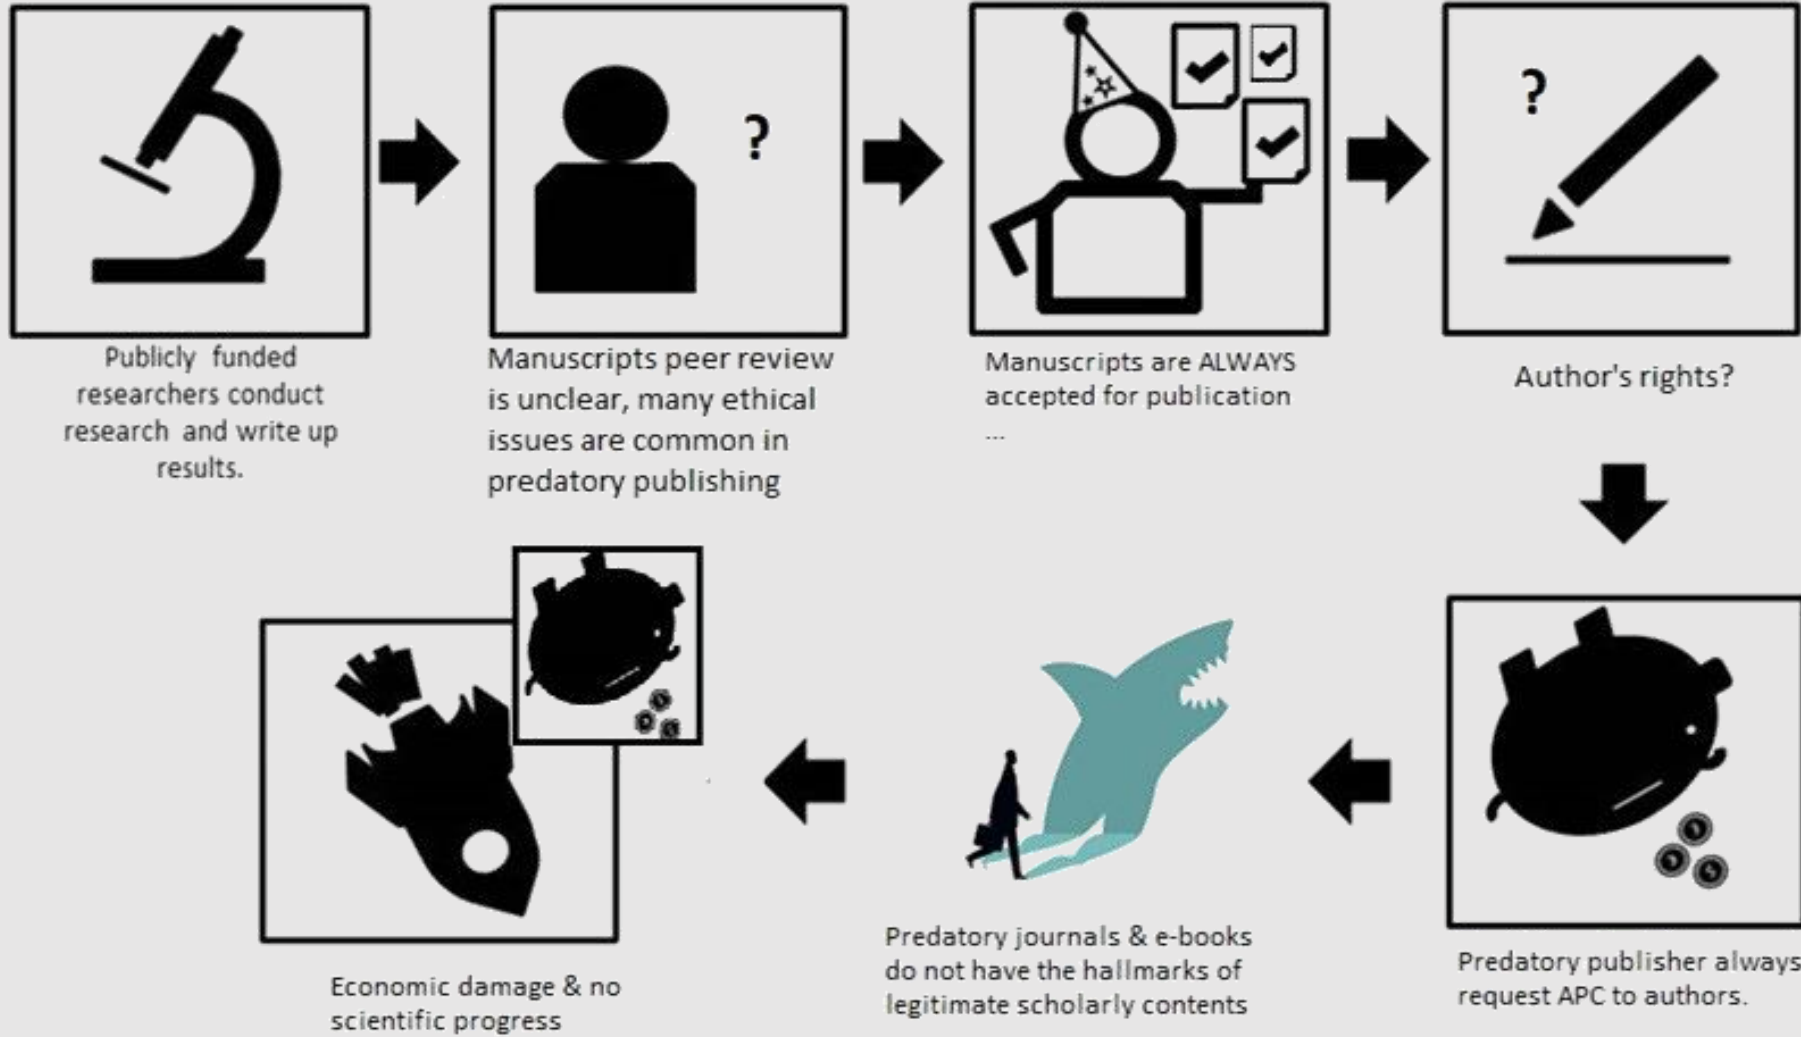 ?
?
Publicly funded
researchers conduct
research and write up
results.
Manuscripts peer review
is unclear, many ethical
issues are common in
predatory publishing
Manuscripts are ALWAYS
accepted for publication
...
Author's rights?
Predatory publisher always
request APC to authors.
Predatory journals & e-books
do not have the hallmarks of
legitimate scholarly contents
Economic damage & no
scientific progress